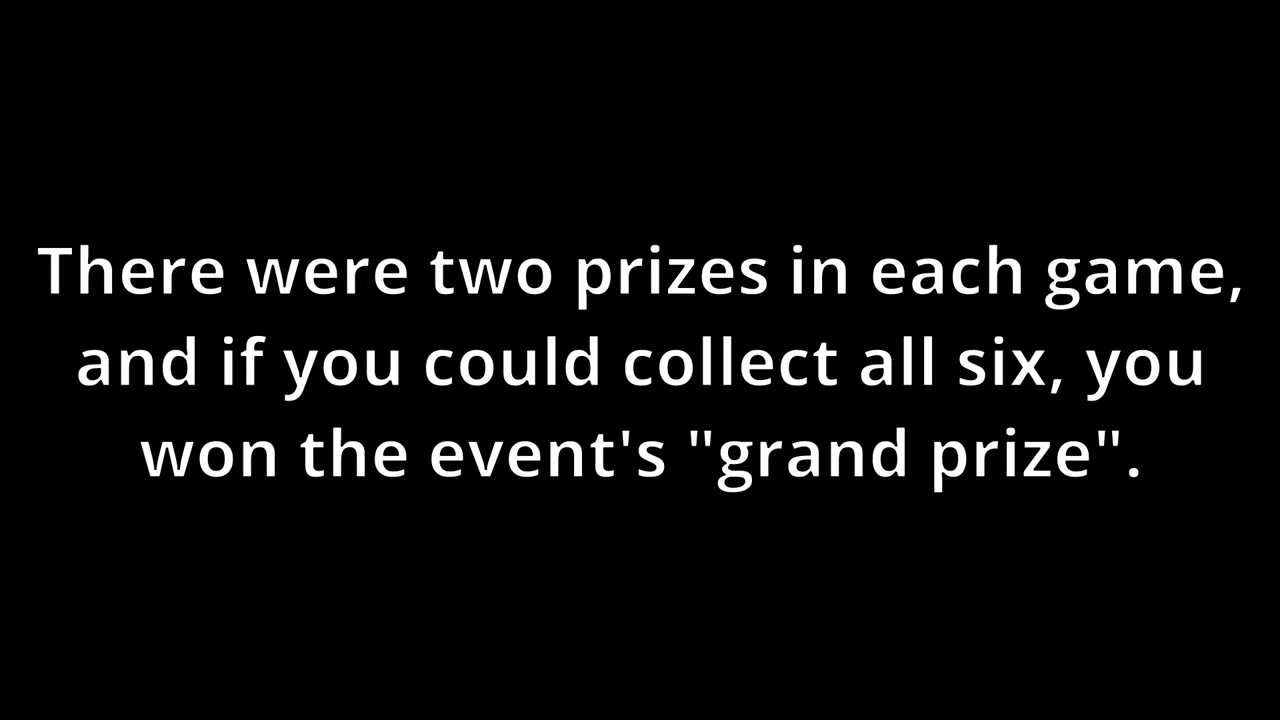 There were two prizes in each game,
and if you could collect all six, you
won the event's "grand prize".